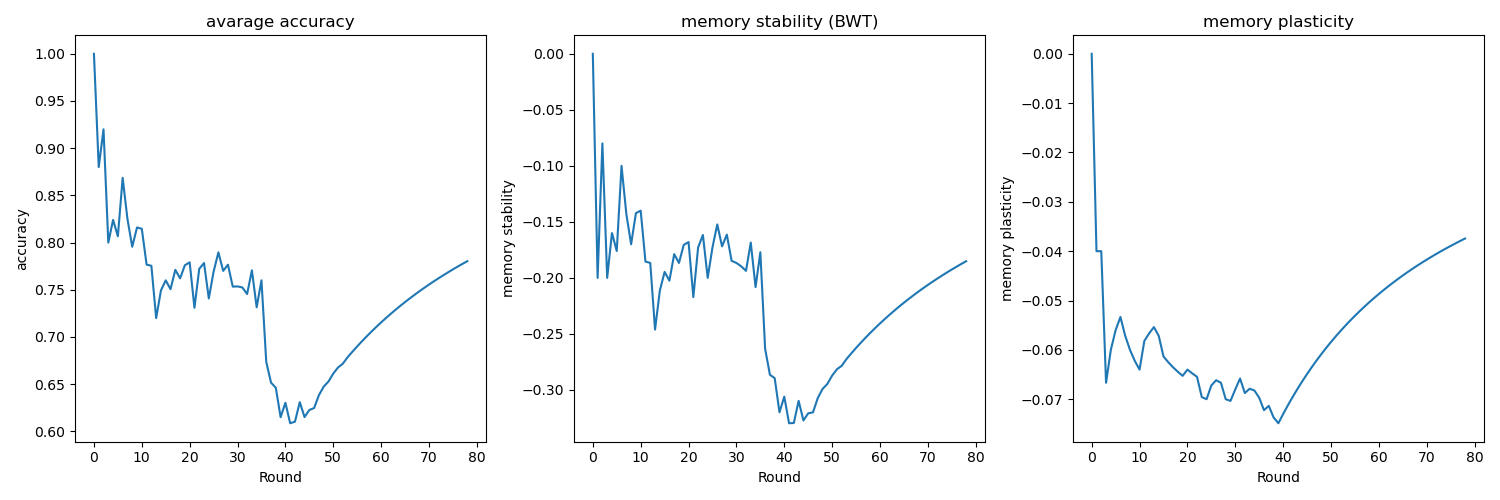 avarage accuracy
accuracy
1.00
0.95
0.90
0.85
0.80
0.75
0.70
0.65
0.60
0 10 20 30 40 50 60 70 80
Round
memory stability (BWT)
memory stability
0.00
−0.05
−0.10
−0.15
−0.20
−0.25
−0.30
0 10 20 30 40 50 60 70 80
Round
memory plasticity
memory plasticity
0.00
−0.01
−0.02
−0.03
−0.04
−0.05
−0.06
−0.07
0 10 20 30 40 50 60 70 80
Round